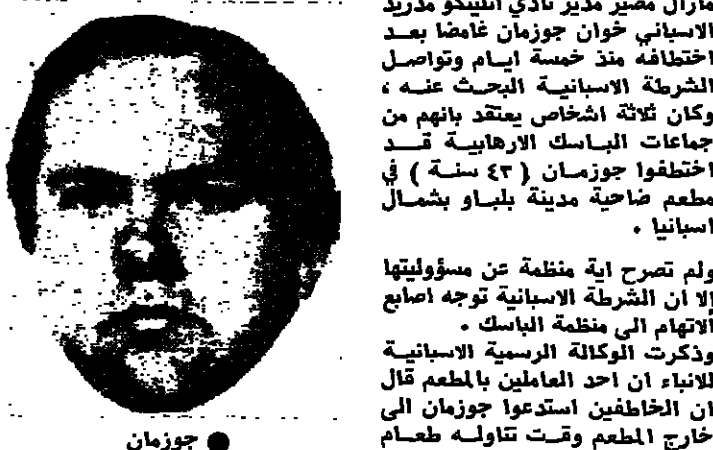 مازال مصير مدير نادي اتليتكو مدريد
الاسباني خوان جوزمان غامضا بعد
اختطافه منذ خمسة ايام وتواصل
الشرطة الاسبانية البحث عنه ،
وكان ثلاثة اشخاص يعتقد بانهم من
جماعات الباسك الارهابية قد
اختطفوا جوزمان ( ٤٣ سنة ) في
مطعم ضاحية مدينة بلباو بشمال
اسبانيا .
ولم تصرح اية منظمة عن مسؤوليتها
إلا ان الشرطة الاسبانية توجه اصابع
الاتهام الى منظمة الباسك .
وذكرت الوكالة الرسمية الاسبانية
للانباء ان احد العاملين بالمطعم قال
ان الخاطفين استدعوا جوزمان الى
خارج المطعم وقت تناوله طعام
● جوزمان